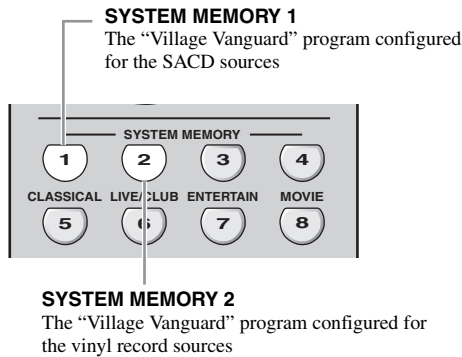 SYSTEM MEMORY 1
The “Village Vanguard” program configured
for the SACD sources
SYSTEM MEMORY
1 2 3 4
CLASSICAL LIVE/CLUB ENTERTAIN MOVIE
5 6 7 8
SYSTEM MEMORY 2
The “Village Vanguard” program configured for
the vinyl record sources